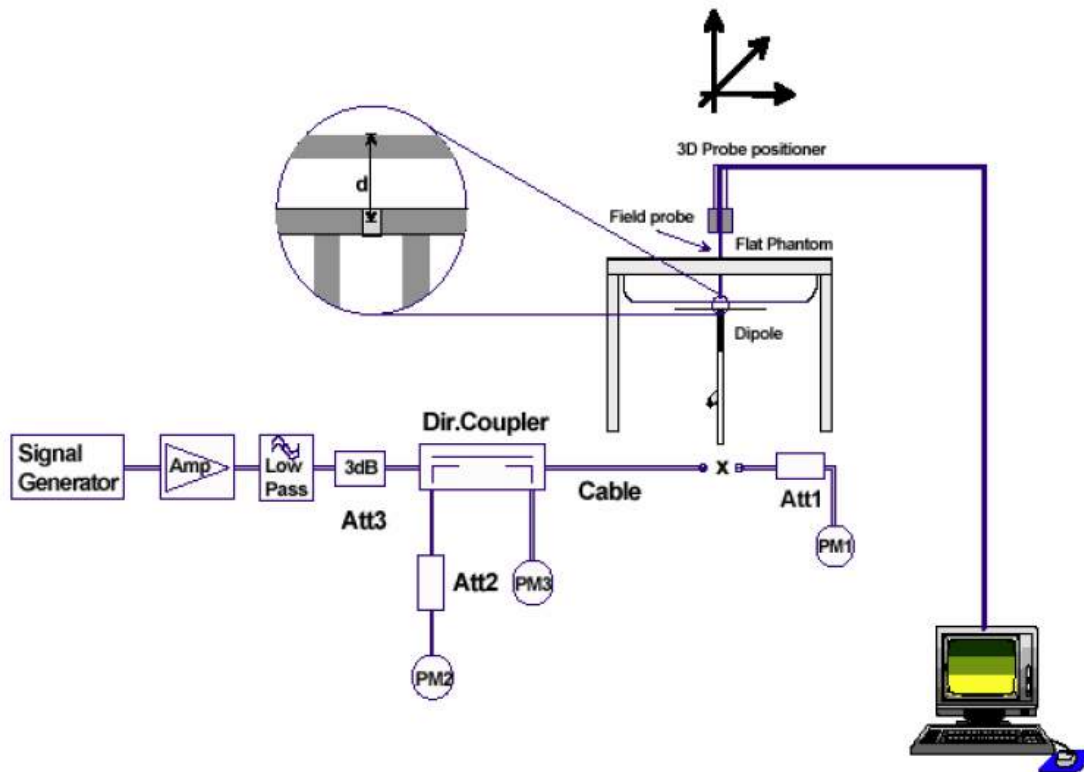 3D Probe positioner
d
Field probe
Flat Phantom
Dipole
Dir.Coupler
Signal
Generator
Amp
Low
Pass
3dB
Cable
x
Att1
Att3
PM1
Att2
PM3
PM2